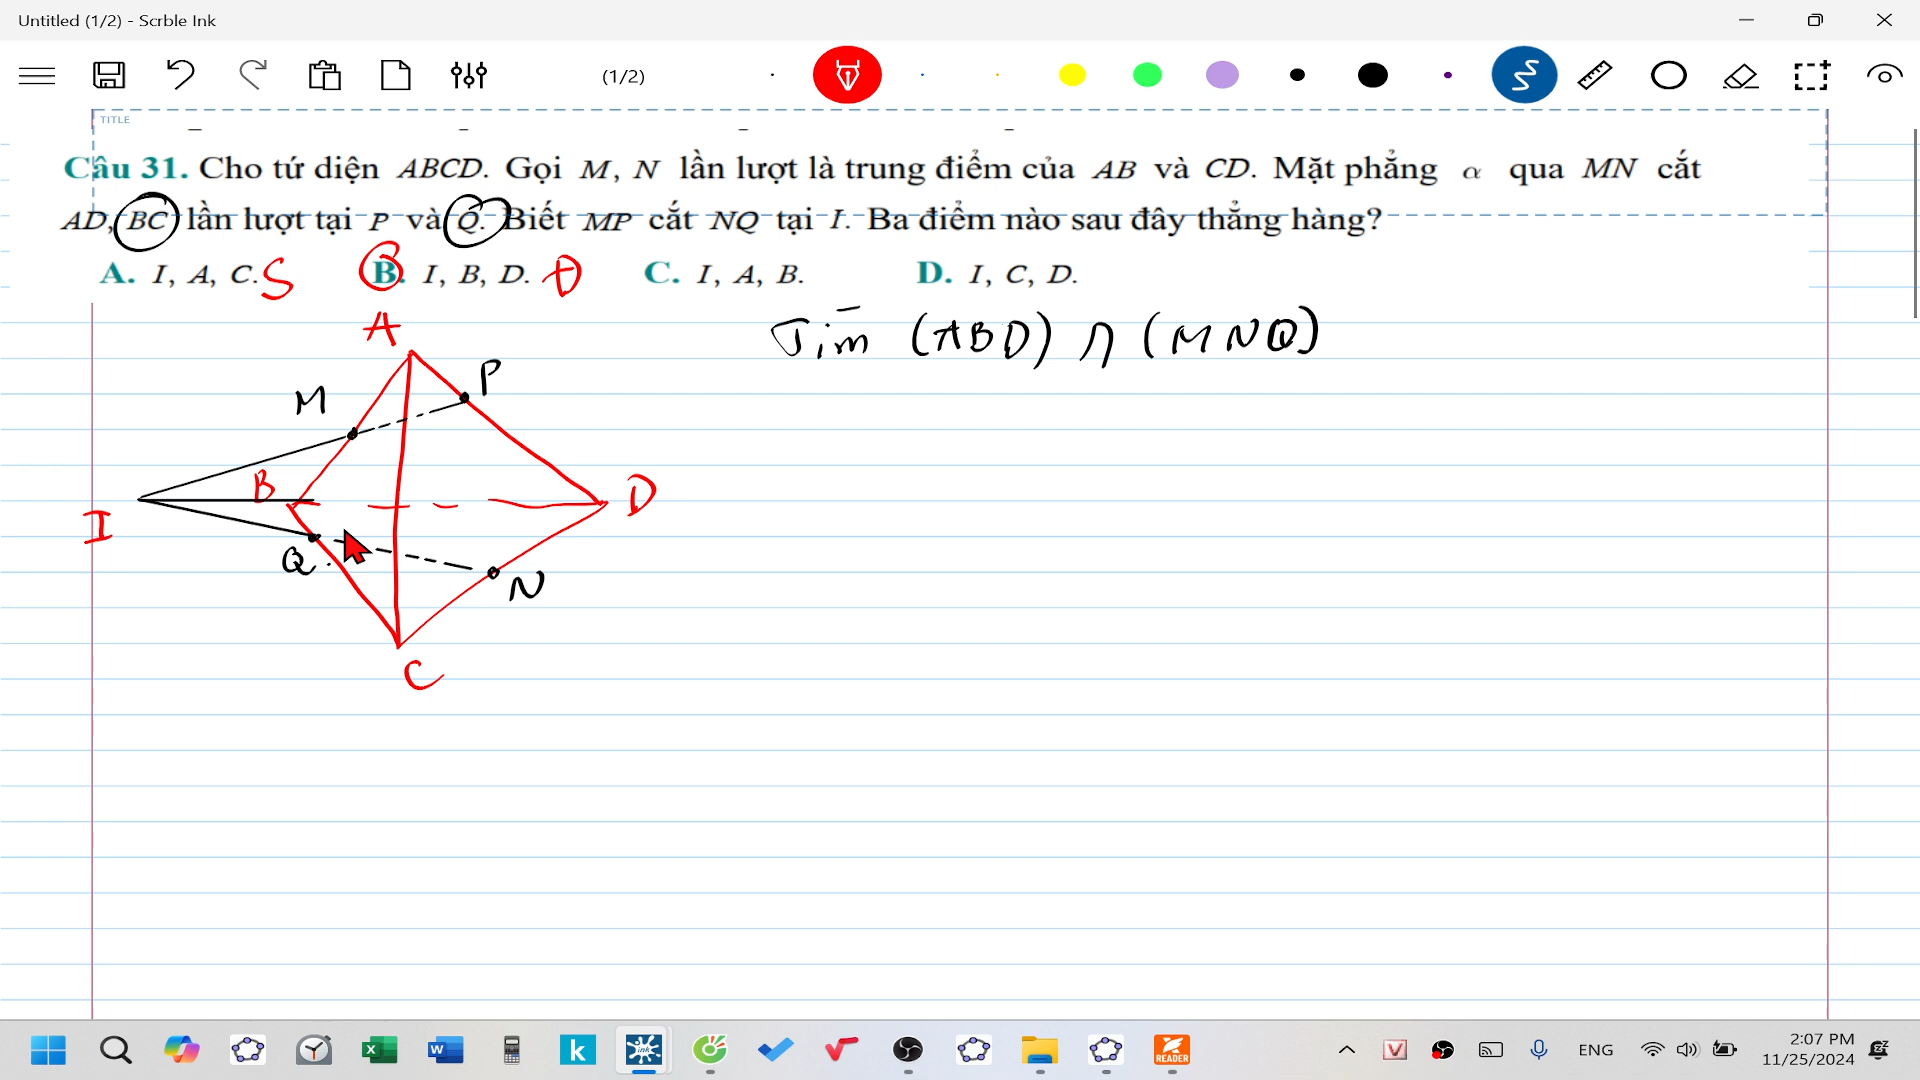 Untitled (1/2) - Scrble Ink
(1/2)
TITLE
Câu 31. Cho tứ diện ABCD. Gọi M, N lần lượt là trung điểm của AB và CD. Mặt phẳng α qua MN cắt
AD, BC lần lượt tại P và Q. Biết MP cắt NQ tại I. Ba điểm nào sau đây thẳng hàng?
A. I, A, C. S B. I, B, D. Đ C. I, A, B. D. I, C, D.
A
Tìm (ABD) ∩ (MNQ)
P
M
B
D
I
Q
N
C
ink
READER
ENG
2:07 PM
11/25/2024